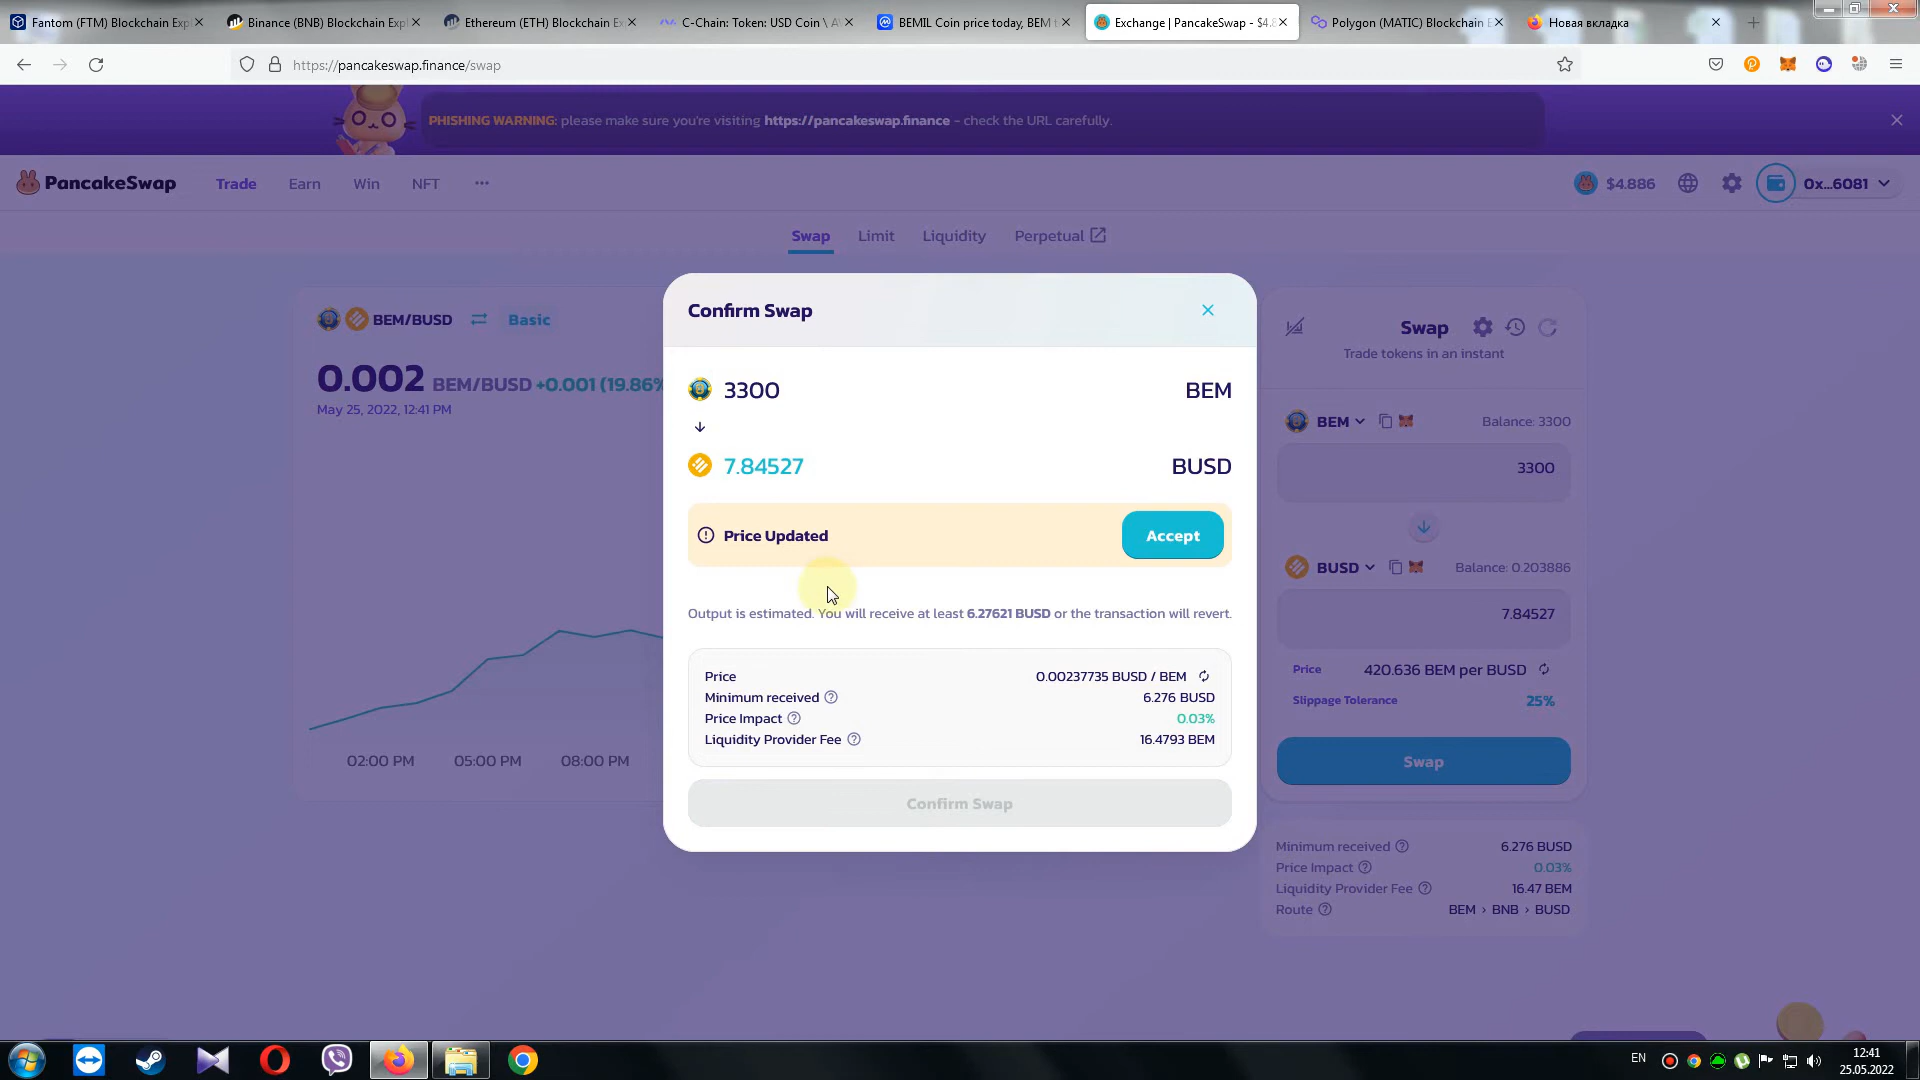 Fantom (FTM) Blockchain Exp
Binance (BNB) Blockchain Expl
Ethereum (ETH) Blockchain Ex
C-Chain: Token: USD Coin \ A
BEMIL Coin price today, BEM t
Exchange | PancakeSwap - $4.8
Polygon (MATIC) Blockchain E
Новая вкладка
https://pancakeswap.finance/swap
PHISHING WARNING: please make sure you're visiting https://pancakeswap.finance - check the URL carefully.
PancakeSwap
Trade
Earn
Win
NFT
$4.886
0x...6081
Swap
Limit
Liquidity
Perpetual
BEM/BUSD
Basic
0.002 BEM/BUSD +0.001 (19.86%
May 25, 2022, 12:41 PM
02:00 PM
05:00 PM
08:00 PM
Confirm Swap
3300
BEM
7.84527
BUSD
Price Updated
Accept
Output is estimated. You will receive at least 6.27621 BUSD or the transaction will revert.
Price
0.00237735 BUSD / BEM
Minimum received
6.276 BUSD
Price Impact
0.03%
Liquidity Provider Fee
16.4793 BEM
Confirm Swap
Swap
Trade tokens in an instant
BEM
Balance: 3300
3300
BUSD
Balance: 0.203886
7.84527
Price
420.636 BEM per BUSD
Slippage Tolerance
25%
Swap
Minimum received
6.276 BUSD
Price Impact
0.03%
Liquidity Provider Fee
16.47 BEM
Route
BEM > BNB > BUSD
EN
12:41
25.05.2022